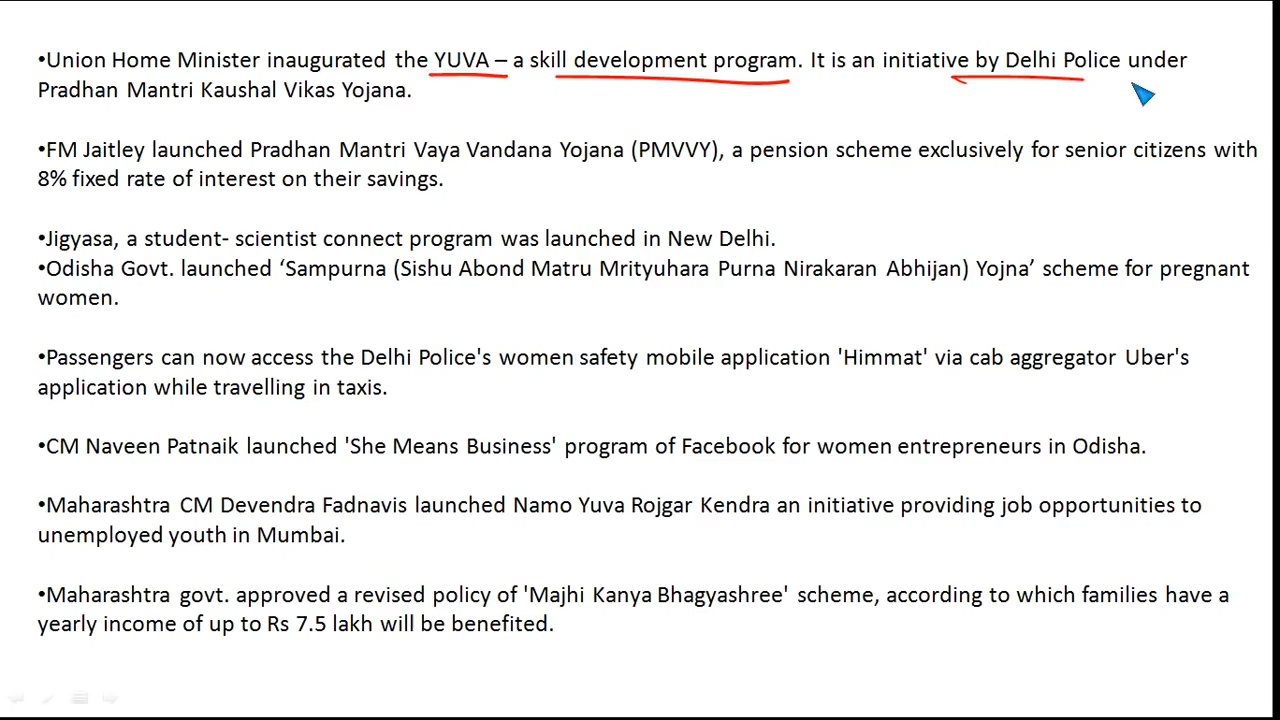 •Union Home Minister inaugurated the YUVA – a skill development program. It is an initiative by Delhi Police under
Pradhan Mantri Kaushal Vikas Yojana.
•FM Jaitley launched Pradhan Mantri Vaya Vandana Yojana (PMVVY), a pension scheme exclusively for senior citizens with
8% fixed rate of interest on their savings.
•Jigyasa, a student- scientist connect program was launched in New Delhi.
•Odisha Govt. launched ‘Sampurna (Sishu Abond Matru Mrityuhara Purna Nirakaran Abhijan) Yojna’ scheme for pregnant
women.
•Passengers can now access the Delhi Police's women safety mobile application 'Himmat' via cab aggregator Uber's
application while travelling in taxis.
•CM Naveen Patnaik launched 'She Means Business' program of Facebook for women entrepreneurs in Odisha.
•Maharashtra CM Devendra Fadnavis launched Namo Yuva Rojgar Kendra an initiative providing job opportunities to
unemployed youth in Mumbai.
•Maharashtra govt. approved a revised policy of 'Majhi Kanya Bhagyashree' scheme, according to which families have a
yearly income of up to Rs 7.5 lakh will be benefited.